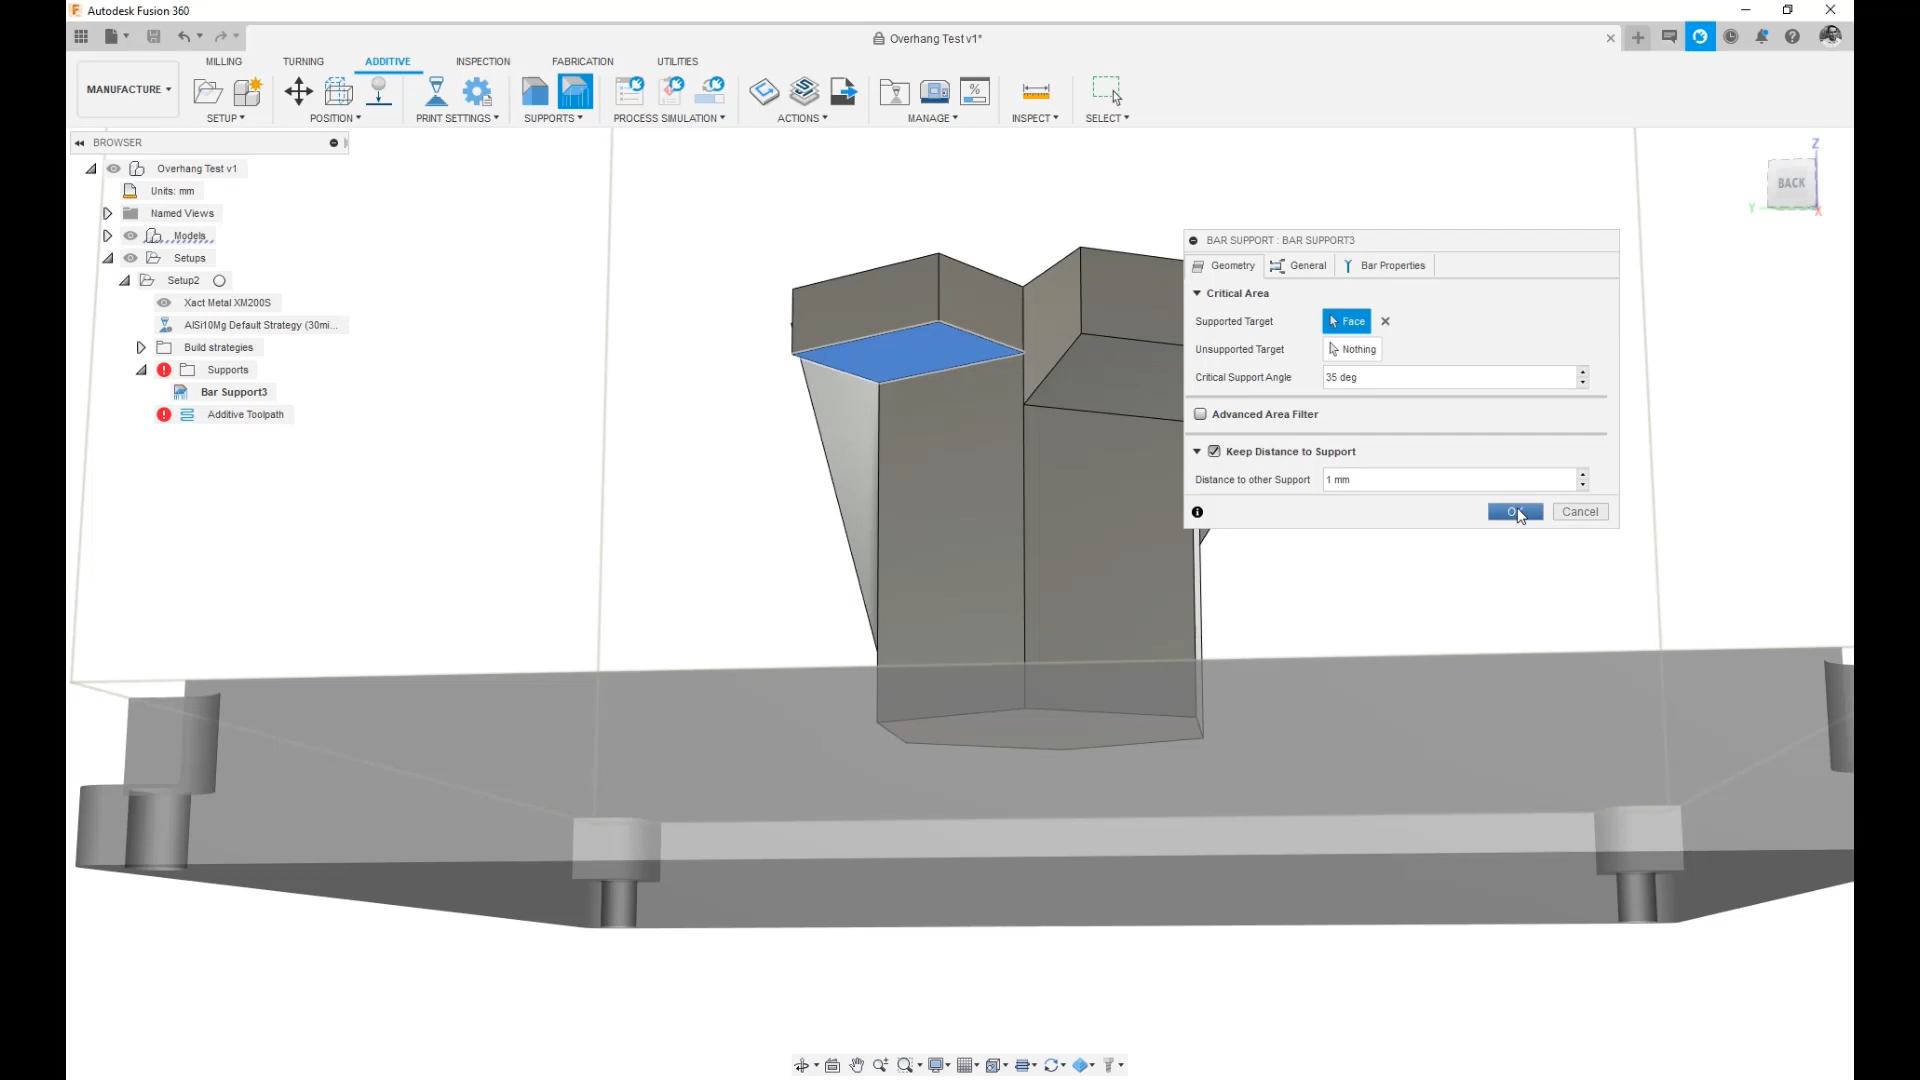 Autodesk Fusion 360
Overhang Test v1*
MILLING TURNING ADDITIVE INSPECTION FABRICATION UTILITIES
MANUFACTURE
SETUP POSITION PRINT SETTINGS SUPPORTS PROCESS SIMULATION ACTIONS MANAGE INSPECT SELECT
BROWSER
Overhang Test v1
Units: mm
Named Views
Models
Setups
Setup2
Xact Metal XM200S
AlSi10Mg Default Strategy (30mi...
Build strategies
Supports
Bar Support3
Additive Toolpath
Z
BACK
Y
X
BAR SUPPORT : BAR SUPPORT3
Geometry General Bar Properties
Critical Area
Supported Target Face
Unsupported Target Nothing
Critical Support Angle 35 deg
Advanced Area Filter
Keep Distance to Support
Distance to other Support 1 mm
OK Cancel